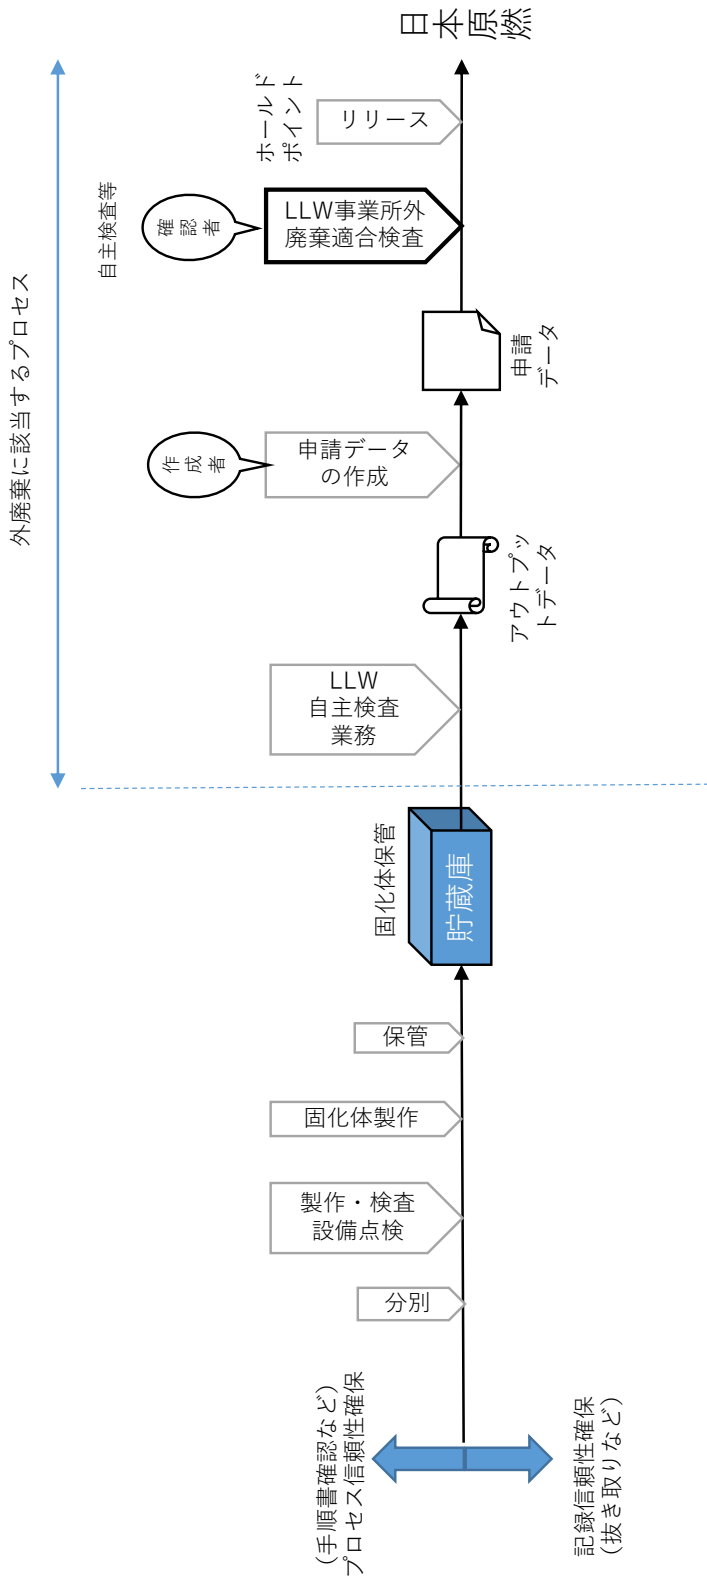 外廃棄に該当するプロセス
自主検査等
確認者
作成者
ホールド
ポイント
日本原燃
リリース
LLW事業所外
廃棄適合検査
申請
データ
申請データ
の作成
アウトプッ
トデータ
LLW
自主検査
業務
固化体保管
貯蔵庫
保管
固化体製作
製作・検査
設備点検
分別
(手順書確認など)
プロセス信頼性確保
記録信頼性確保
(抜き取りなど)